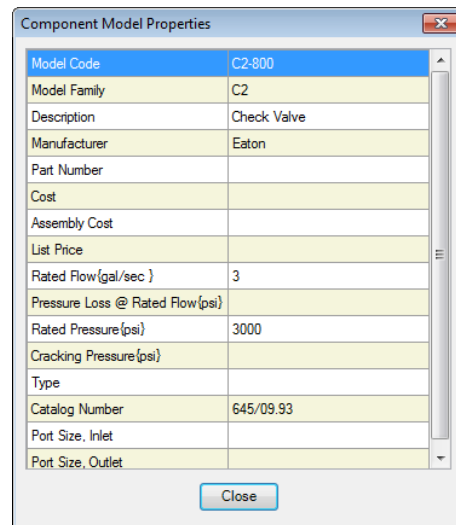 Component Model Properties
Model Code C2-800
Model Family C2
Description Check Valve
Manufacturer Eaton
Part Number
Cost
Assembly Cost
List Price
Rated Flow{gal/sec } 3
Pressure Loss @ Rated Flow{psi}
Rated Pressure{psi} 3000
Cracking Pressure{psi}
Type
Catalog Number 645/09.93
Port Size, Inlet
Port Size, Outlet
Close